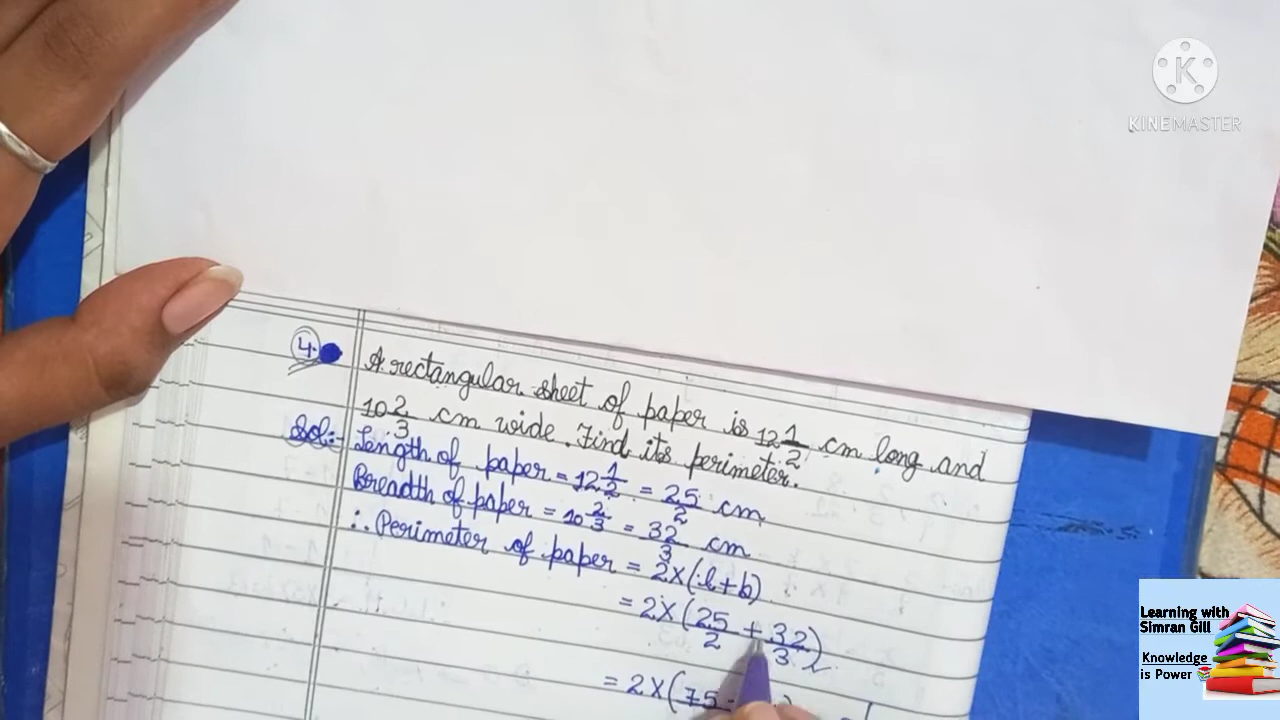 KINEMASTER
4. A rectangular sheet of paper is 12 1/2 cm long and
10 2/3 cm wide. Find its perimeter.
Sol:- Length of paper = 12 1/2 = 25/2 cm
Breadth of paper = 10 2/3 = 32/3 cm
∴ Perimeter of paper = 2×(l+b)
= 2×(25/2 + 32/3)
= 2×(75
Learning with
Simran Gill
Knowledge
is Power